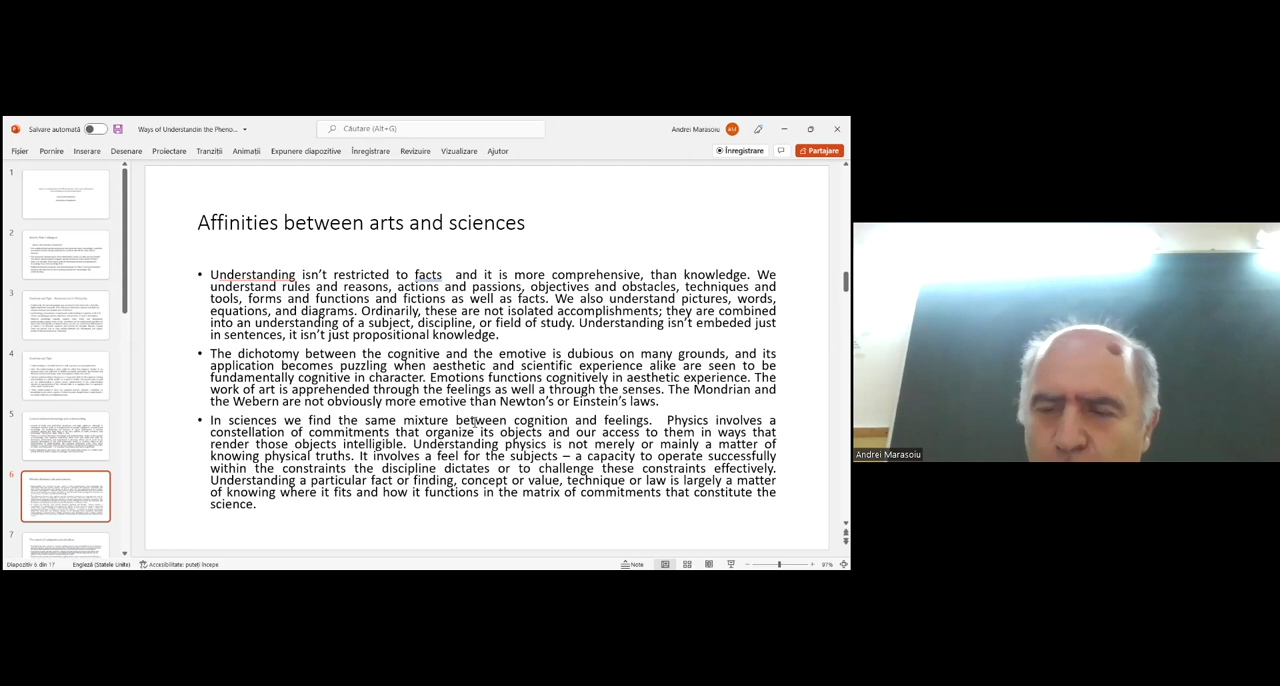 Salvare automată
Ways of Understandin the Pheno...
Căutare (Alt+G)
Andrei Marasoiu
AM
Fișier Pornire Inserare Desenare Proiectare Tranziții Animații Expunere diapozitive Înregistrare Revizuire Vizualizare Ajutor
Înregistrare
Partajare
1
2
3
4
5
6
7
Affinities between arts and sciences
• Understanding isn't restricted to facts and it is more comprehensive, than knowledge. We
understand rules and reasons, actions and passions, objectives and obstacles, techniques and
tools, forms and functions and fictions as well as facts. We also understand pictures, words,
and diagrams. Ordinarily, these are not isolated accomplishments; they are combined
into an understanding of a subject, discipline, or field of study. Understanding isn't embeded just
in sentences, it isn't just propositional knowledge.
• The dichotomy between the cognitive and the emotive is dubious on many grounds, and its
application becomes puzzling when aesthetic and scientific experience alike are seen to be
fundamentally cognitive in character. Emotions functions cognitively in aesthetic experience. The
work of art is apprehended through the feelings as well a through the senses. The Mondrian and
the Webern are not obviously more emotive than Newton's or Einstein's laws.
• In sciences we find the same mixture between cognition and feelings. Physics involves a
constellation of commitments that organize its objects and our access to them in ways that
render those objects intelligible. Understanding physics is not merely or mainly a matter of
knowing physical truths. It involves a feel for the subjects – a capacity to operate successfully
within the constraints the discipline dictates or to challenge these constraints effectively.
Understanding a particular fact or finding, concept or value, technique or law is largely a matter
of knowing where it fits and how it functions in the matrix of commitments that constitute the
science.
Diapozitiv 6 din 17
Engleză (Statele Unite)
Accesibilitate: puteți începe
Note
97%
Andrei Marasoiu